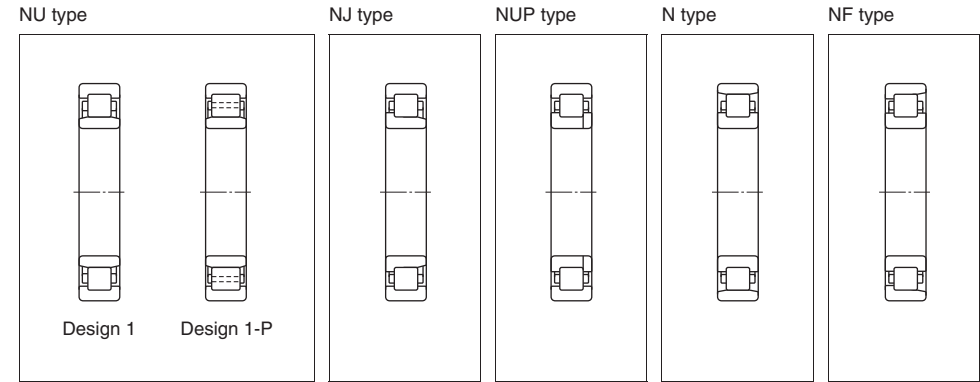 NU type
NJ type
NUP type
N type
NF type
Design 1
Design 1-P